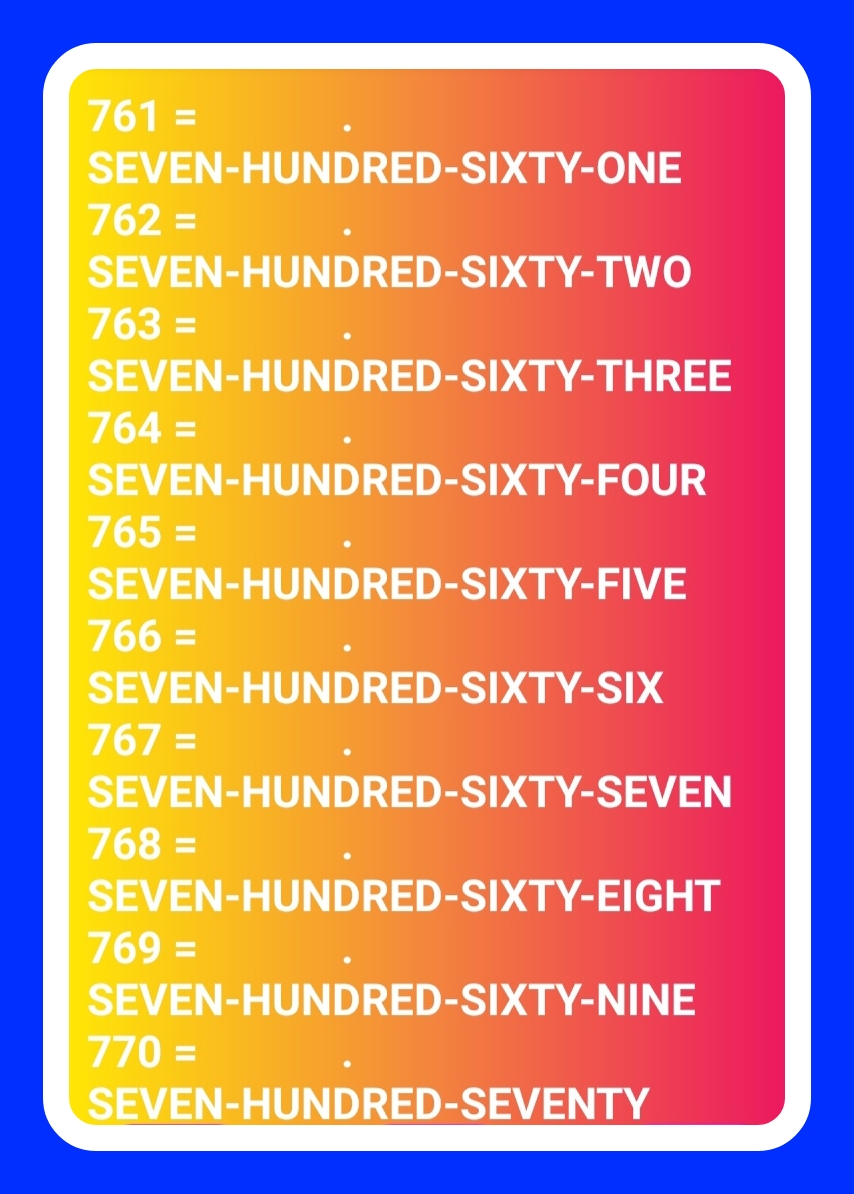 761 = .
SEVEN-HUNDRED-SIXTY-ONE
762 = .
SEVEN-HUNDRED-SIXTY-TWO
763 = .
SEVEN-HUNDRED-SIXTY-THREE
764 = .
SEVEN-HUNDRED-SIXTY-FOUR
765 = .
SEVEN-HUNDRED-SIXTY-FIVE
766 = .
SEVEN-HUNDRED-SIXTY-SIX
767 = .
SEVEN-HUNDRED-SIXTY-SEVEN
768 = .
SEVEN-HUNDRED-SIXTY-EIGHT
769 = .
SEVEN-HUNDRED-SIXTY-NINE
770 = .
SEVEN-HUNDRED-SEVENTY